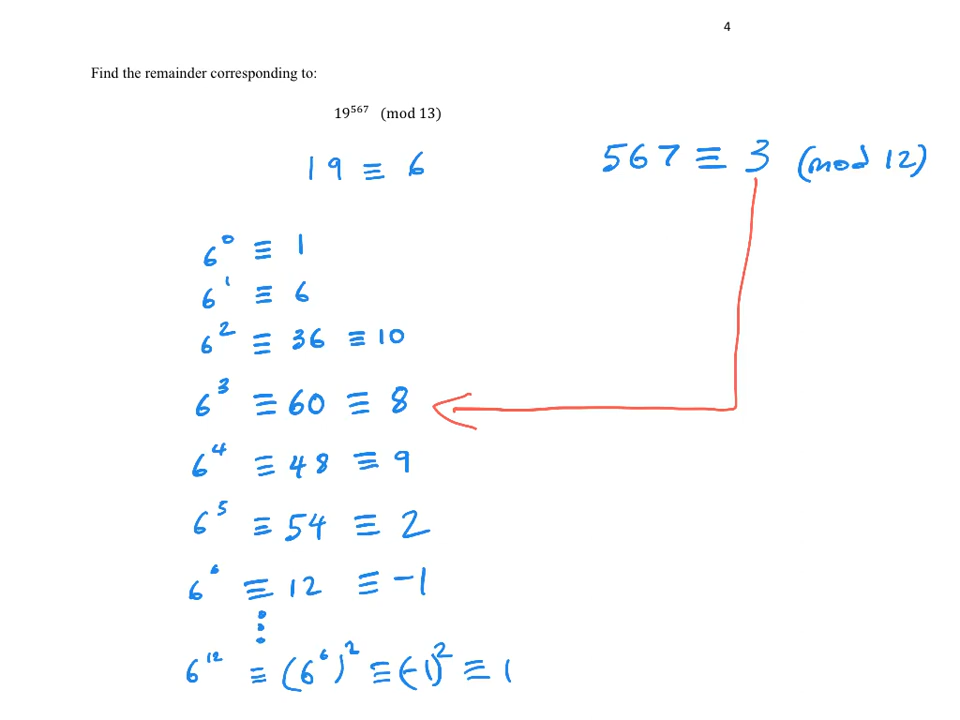 4
Find the remainder corresponding to:
19⁵⁶⁷ (mod 13)
19 ≡ 6
567 ≡ 3 (mod 12)
6⁰ ≡ 1
6¹ ≡ 6
6² ≡ 36 ≡ 10
6³ ≡ 60 ≡ 8
6⁴ ≡ 48 ≡ 9
6⁵ ≡ 54 ≡ 2
6⁶ ≡ 12 ≡ -1
⋮
6¹² ≡ (6⁶)² ≡ (-1)² ≡ 1